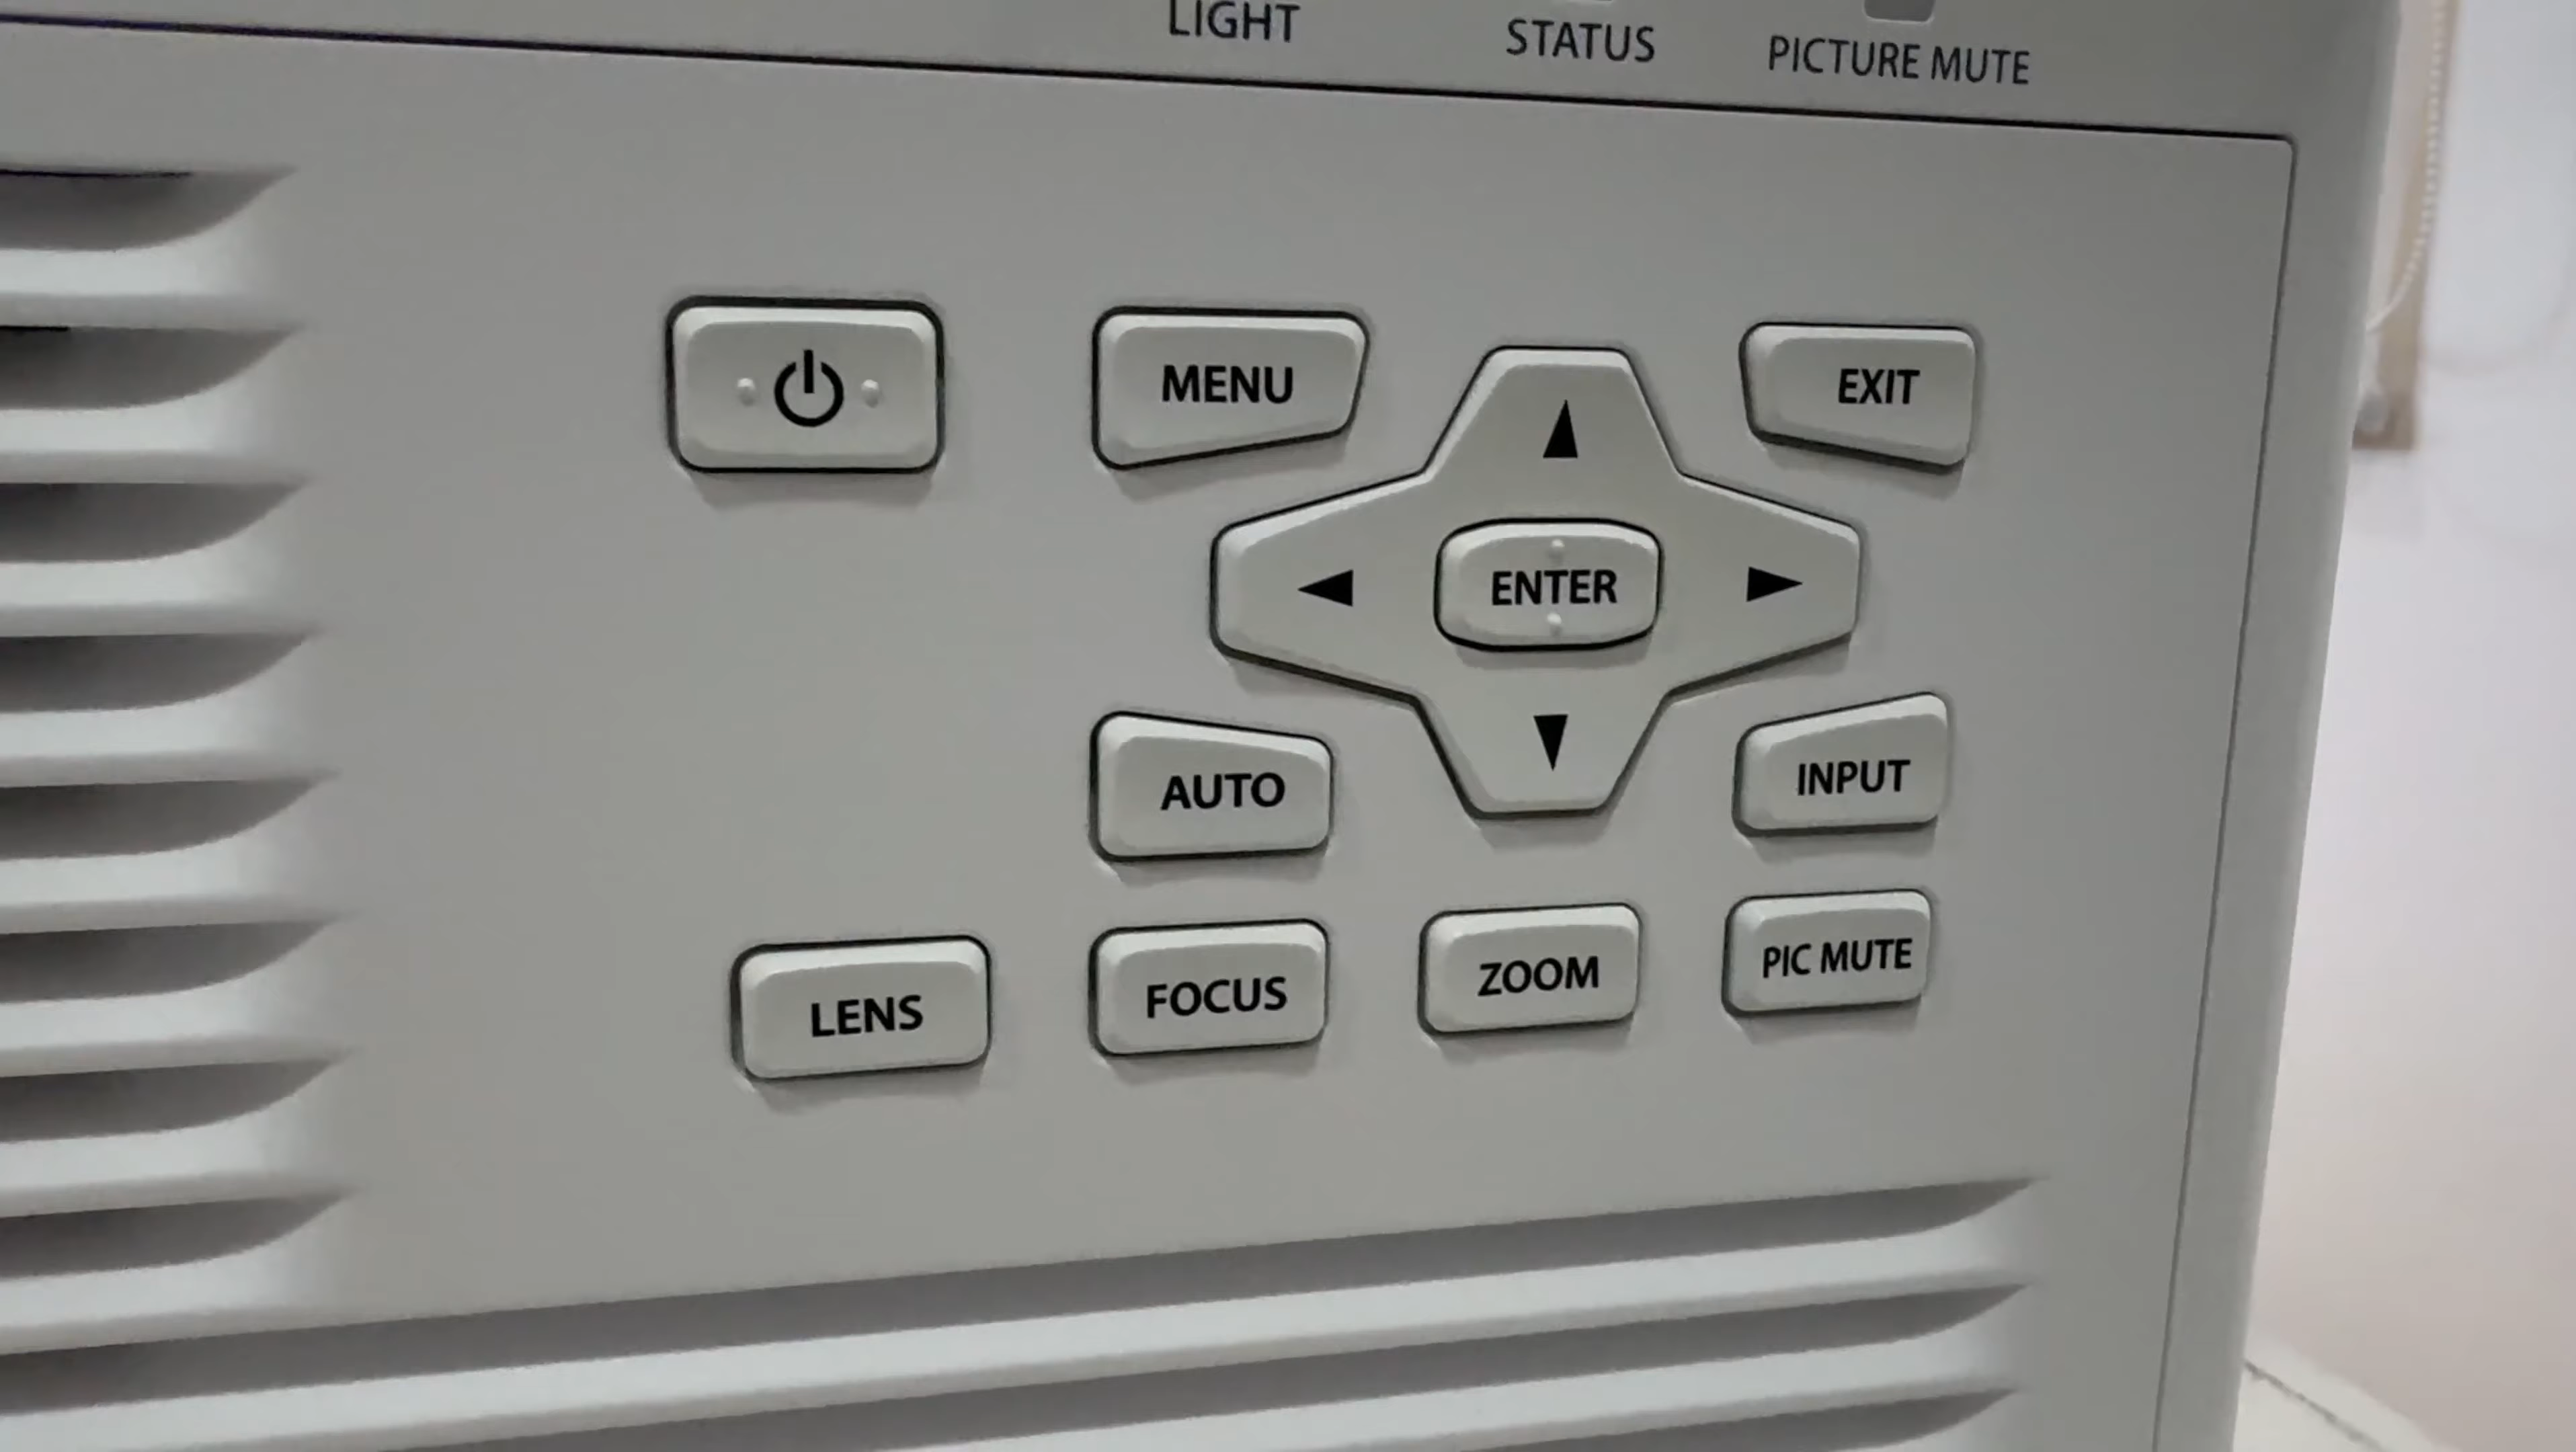 LIGHT
STATUS
PICTURE MUTE
MENU
EXIT
ENTER
AUTO
INPUT
LENS
FOCUS
ZOOM
PIC MUTE